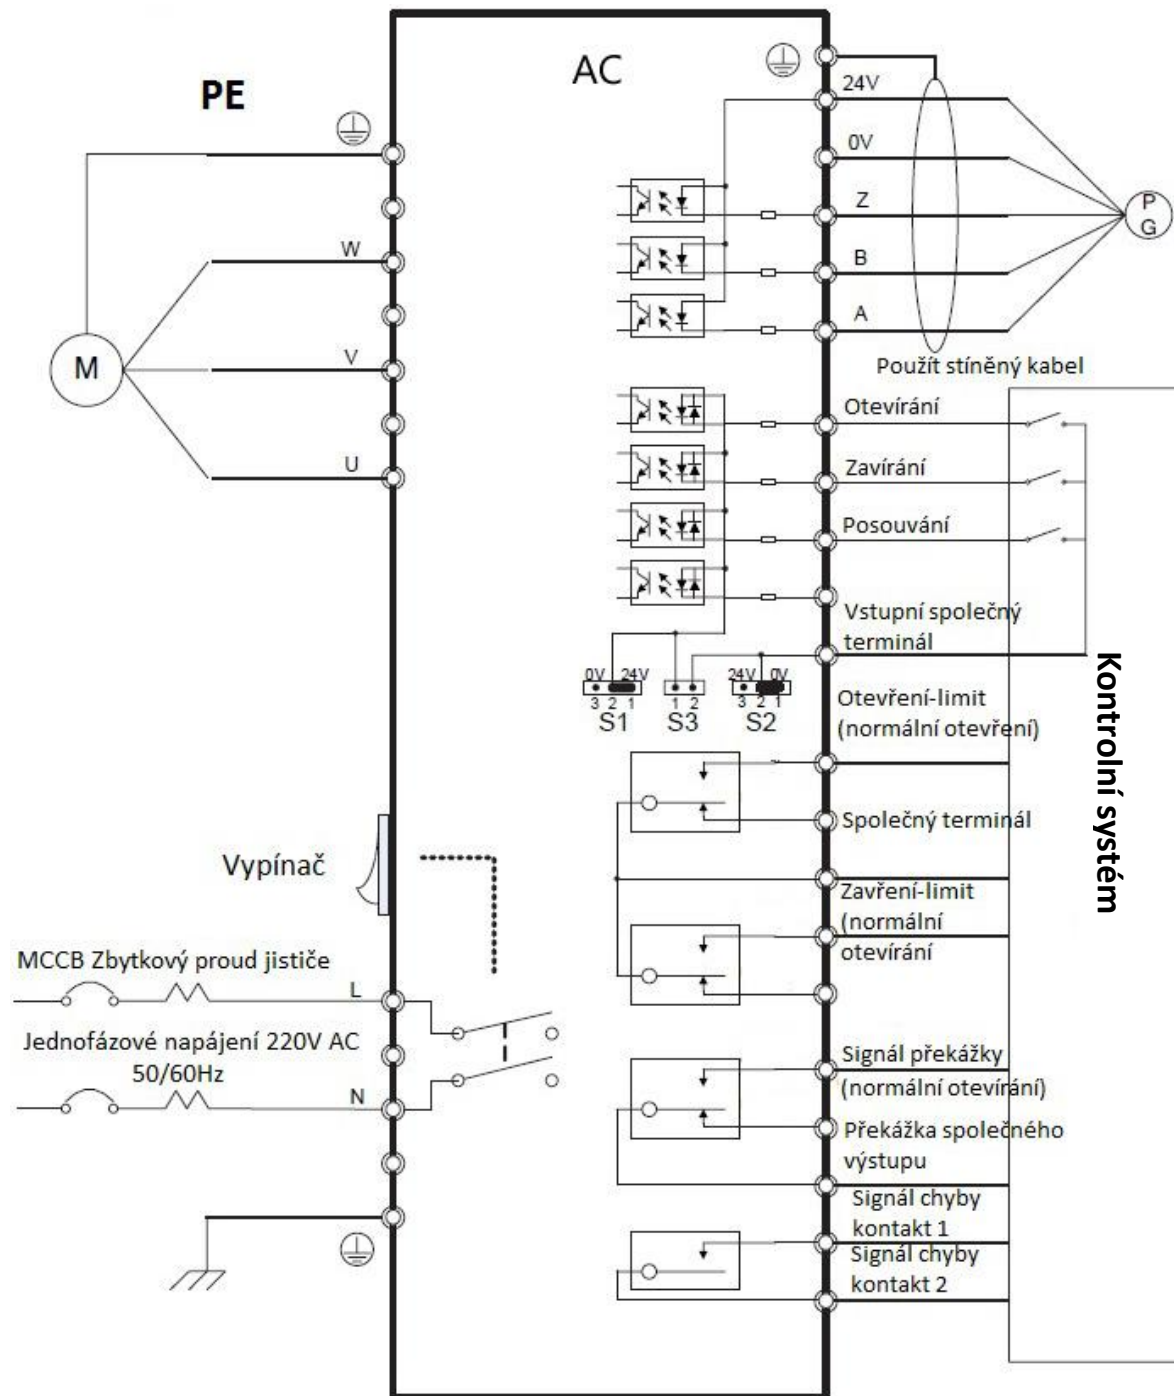 PE
AC
24V
0V
Z
B
A
P
G
Použít stíněný kabel
W
V
U
M
Otevírání
Zavírání
Posouvání
Vstupní společný
terminál
0V 24V
3 2 1
S1
1 2
S3
24V 0V
3 2 1
S2
Otevření-limit
(normální otevření)
Společný terminál
Zavření-limit
(normální
otevírání
Kontrolní systém
Vypínač
MCCB Zbytkový proud jističe
L
Jednofázové napájení 220V AC
50/60Hz
N
Signál překážky
(normální otevírání)
Překážka společného
výstupu
Signál chyby
kontakt 1
Signál chyby
kontakt 2